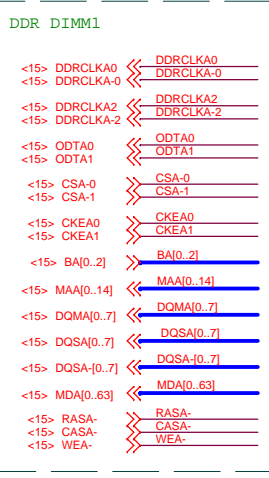 DDR DIMM1
<15> DDRCLKA0 DDRCLKA0
<15> DDRCLKA-0 DDRCLKA-0
<15> DDRCLKA2 DDRCLKA2
<15> DDRCLKA-2 DDRCLKA-2
<15> ODTA0 ODTA0
<15> ODTA1 ODTA1
<15> CSA-0 CSA-0
<15> CSA-1 CSA-1
<15> CKEA0 CKEA0
<15> CKEA1 CKEA1
<15> BA[0..2] BA[0..2]
<15> MAA[0..14] MAA[0..14]
<15> DQMA[0..7] DQMA[0..7]
<15> DQSA[0..7] DQSA[0..7]
<15> DQSA-[0..7] DQSA-[0..7]
<15> MDA[0..63] MDA[0..63]
<15> RASA- RASA-
<15> CASA- CASA-
<15> WEA- WEA-